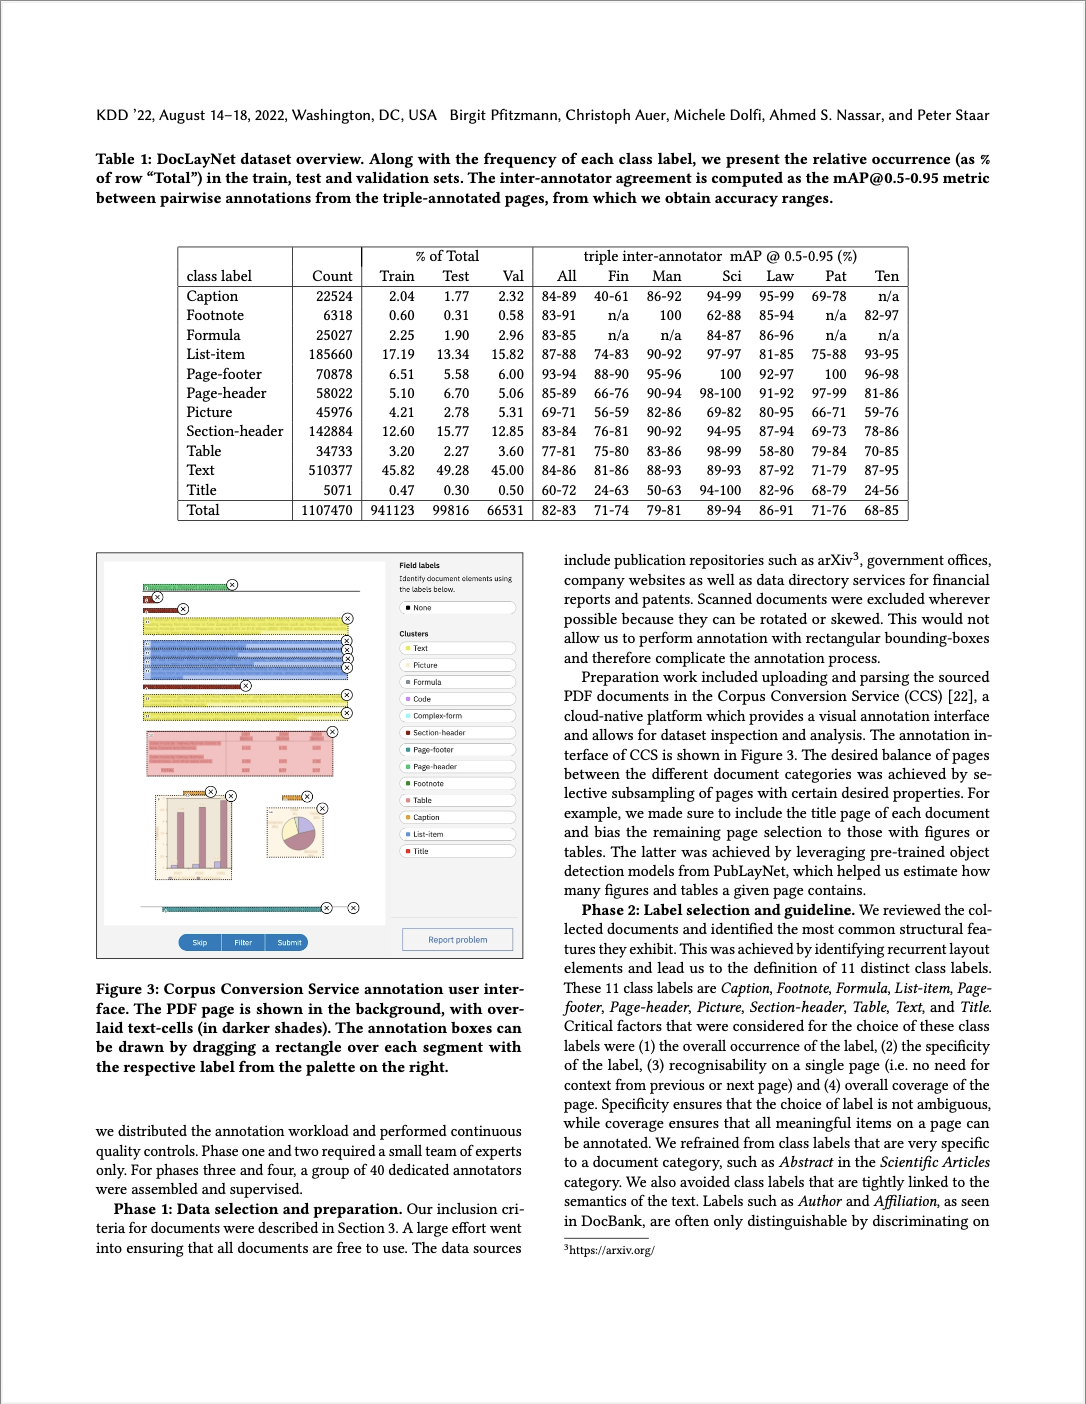 KDD ’22, August 14–18, 2022, Washington, DC, USA Birgit Pfitzmann, Christoph Auer, Michele Dolfi, Ahmed S. Nassar, and Peter Staar
Table 1: DocLayNet dataset overview. Along with the frequency of each class label, we present the relative occurrence (as %
of row “Total”) in the train, test and validation sets. The inter-annotator agreement is computed as the mAP@0.5-0.95 metric
between pairwise annotations from the triple-annotated pages, from which we obtain accuracy ranges.
% of Total triple inter-annotator mAP @ 0.5-0.95 (%)
class label Count Train Test Val All Fin Man Sci Law Pat Ten
Caption 22524 2.04 1.77 2.32 84-89 40-61 86-92 94-99 95-99 69-78 n/a
Footnote 6318 0.60 0.31 0.58 83-91 n/a 100 62-88 85-94 n/a 82-97
Formula 25027 2.25 1.90 2.96 83-85 n/a n/a 84-87 86-96 n/a n/a
List-item 185660 17.19 13.34 15.82 87-88 74-83 90-92 97-97 81-85 75-88 93-95
Page-footer 70878 6.51 5.58 6.00 93-94 88-90 95-96 100 92-97 100 96-98
Page-header 58022 5.10 6.70 5.06 85-89 66-76 90-94 98-100 91-92 97-99 81-86
Picture 45976 4.21 2.78 5.31 69-71 56-59 82-86 69-82 80-95 66-71 59-76
Section-header 142884 12.60 15.77 12.85 83-84 76-81 90-92 94-95 87-94 69-73 78-86
Table 34733 3.20 2.27 3.60 77-81 75-80 83-86 98-99 58-80 79-84 70-85
Text 510377 45.82 49.28 45.00 84-86 81-86 88-93 89-93 87-92 71-79 87-95
Title 5071 0.47 0.30 0.50 60-72 24-63 50-63 94-100 82-96 68-79 24-56
Total 1107470 941123 99816 66531 82-83 71-74 79-81 89-94 86-91 71-76 68-85
Field labels
Identify document elements using
the labels below.
None
Clusters
Text
Picture
Formula
Code
Complex-form
Section-header
Page-footer
Page-header
Footnote
Table
Caption
List-item
Title
Skip Filter Submit
Report problem
Figure 3: Corpus Conversion Service annotation user inter-
face. The PDF page is shown in the background, with over-
laid text-cells (in darker shades). The annotation boxes can
be drawn by dragging a rectangle over each segment with
the respective label from the palette on the right.
we distributed the annotation workload and performed continuous
quality controls. Phase one and two required a small team of experts
only. For phases three and four, a group of 40 dedicated annotators
were assembled and supervised.
Phase 1: Data selection and preparation. Our inclusion cri-
teria for documents were described in Section 3. A large effort went
into ensuring that all documents are free to use. The data sources
include publication repositories such as arXiv3, government offices,
company websites as well as data directory services for financial
reports and patents. Scanned documents were excluded wherever
possible because they can be rotated or skewed. This would not
allow us to perform annotation with rectangular bounding-boxes
and therefore complicate the annotation process.
Preparation work included uploading and parsing the sourced
PDF documents in the Corpus Conversion Service (CCS) [22], a
cloud-native platform which provides a visual annotation interface
and allows for dataset inspection and analysis. The annotation in-
terface of CCS is shown in Figure 3. The desired balance of pages
between the different document categories was achieved by se-
lective subsampling of pages with certain desired properties. For
example, we made sure to include the title page of each document
and bias the remaining page selection to those with figures or
tables. The latter was achieved by leveraging pre-trained object
detection models from PubLayNet, which helped us estimate how
many figures and tables a given page contains.
Phase 2: Label selection and guideline. We reviewed the col-
lected documents and identified the most common structural fea-
tures they exhibit. This was achieved by identifying recurrent layout
elements and lead us to the definition of 11 distinct class labels.
These 11 class labels are Caption, Footnote, Formula, List-item, Page-
footer, Page-header, Picture, Section-header, Table, Text, and Title.
Critical factors that were considered for the choice of these class
labels were (1) the overall occurrence of the label, (2) the specificity
of the label, (3) recognisability on a single page (i.e. no need for
context from previous or next page) and (4) overall coverage of the
page. Specificity ensures that the choice of label is not ambiguous,
while coverage ensures that all meaningful items on a page can
be annotated. We refrained from class labels that are very specific
to a document category, such as Abstract in the Scientific Articles
category. We also avoided class labels that are tightly linked to the
semantics of the text. Labels such as Author and Affiliation, as seen
in DocBank, are often only distinguishable by discriminating on
3https://arxiv.org/